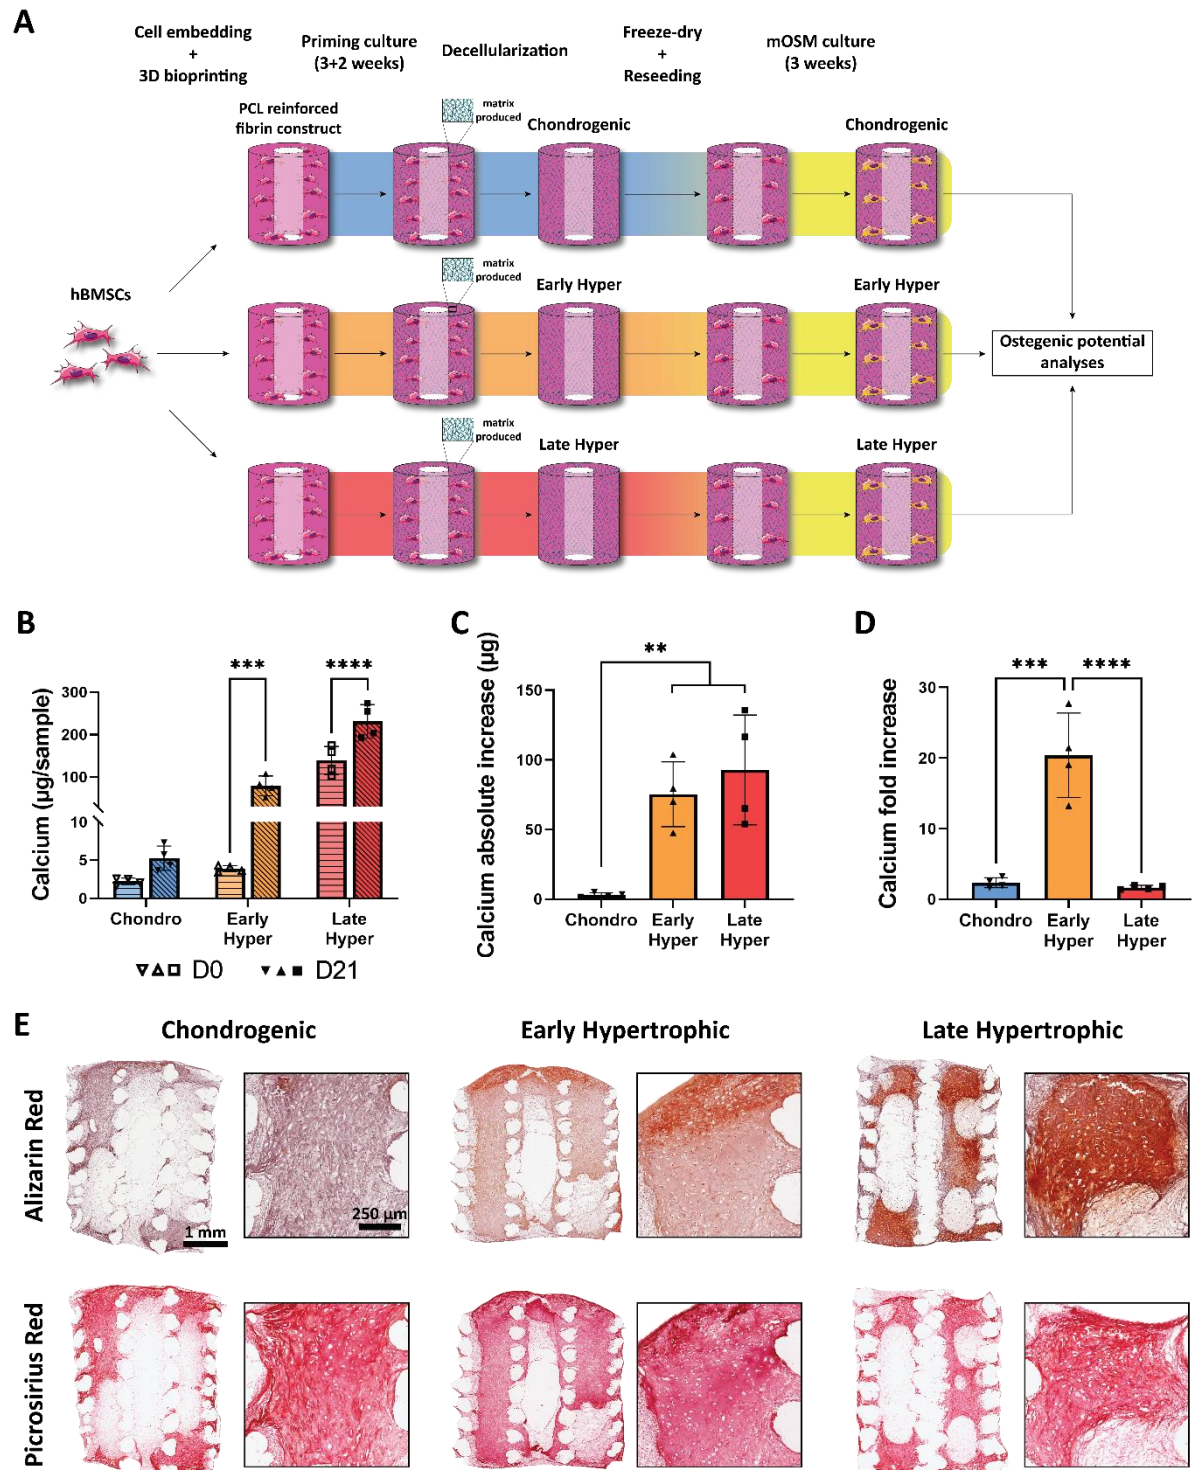 A
Cell embedding
+
3D bioprinting
Priming culture
(3+2 weeks)
Decellularization
Freeze-dry
+
Reseeding
mOSM culture
(3 weeks)
PCL reinforced
fibrin construct
matrix
produced
Chondrogenic
Chondrogenic
hBMSCs
matrix
produced
Early Hyper
Early Hyper
Ostegenic potential
analyses
matrix
produced
Late Hyper
Late Hyper
B
Calcium (µg/sample)
300
200
100
10
5
0
***
****
Chondro
Early
Hyper
Late
Hyper
D0
D21
C
Calcium absolute increase (µg)
150
100
50
0
**
Chondro
Early
Hyper
Late
Hyper
D
Calcium fold increase
30
20
10
0
***
****
Chondro
Early
Hyper
Late
Hyper
E
Chondrogenic
Early Hypertrophic
Late Hypertrophic
Alizarin Red
1 mm
250 µm
Picrosirius Red